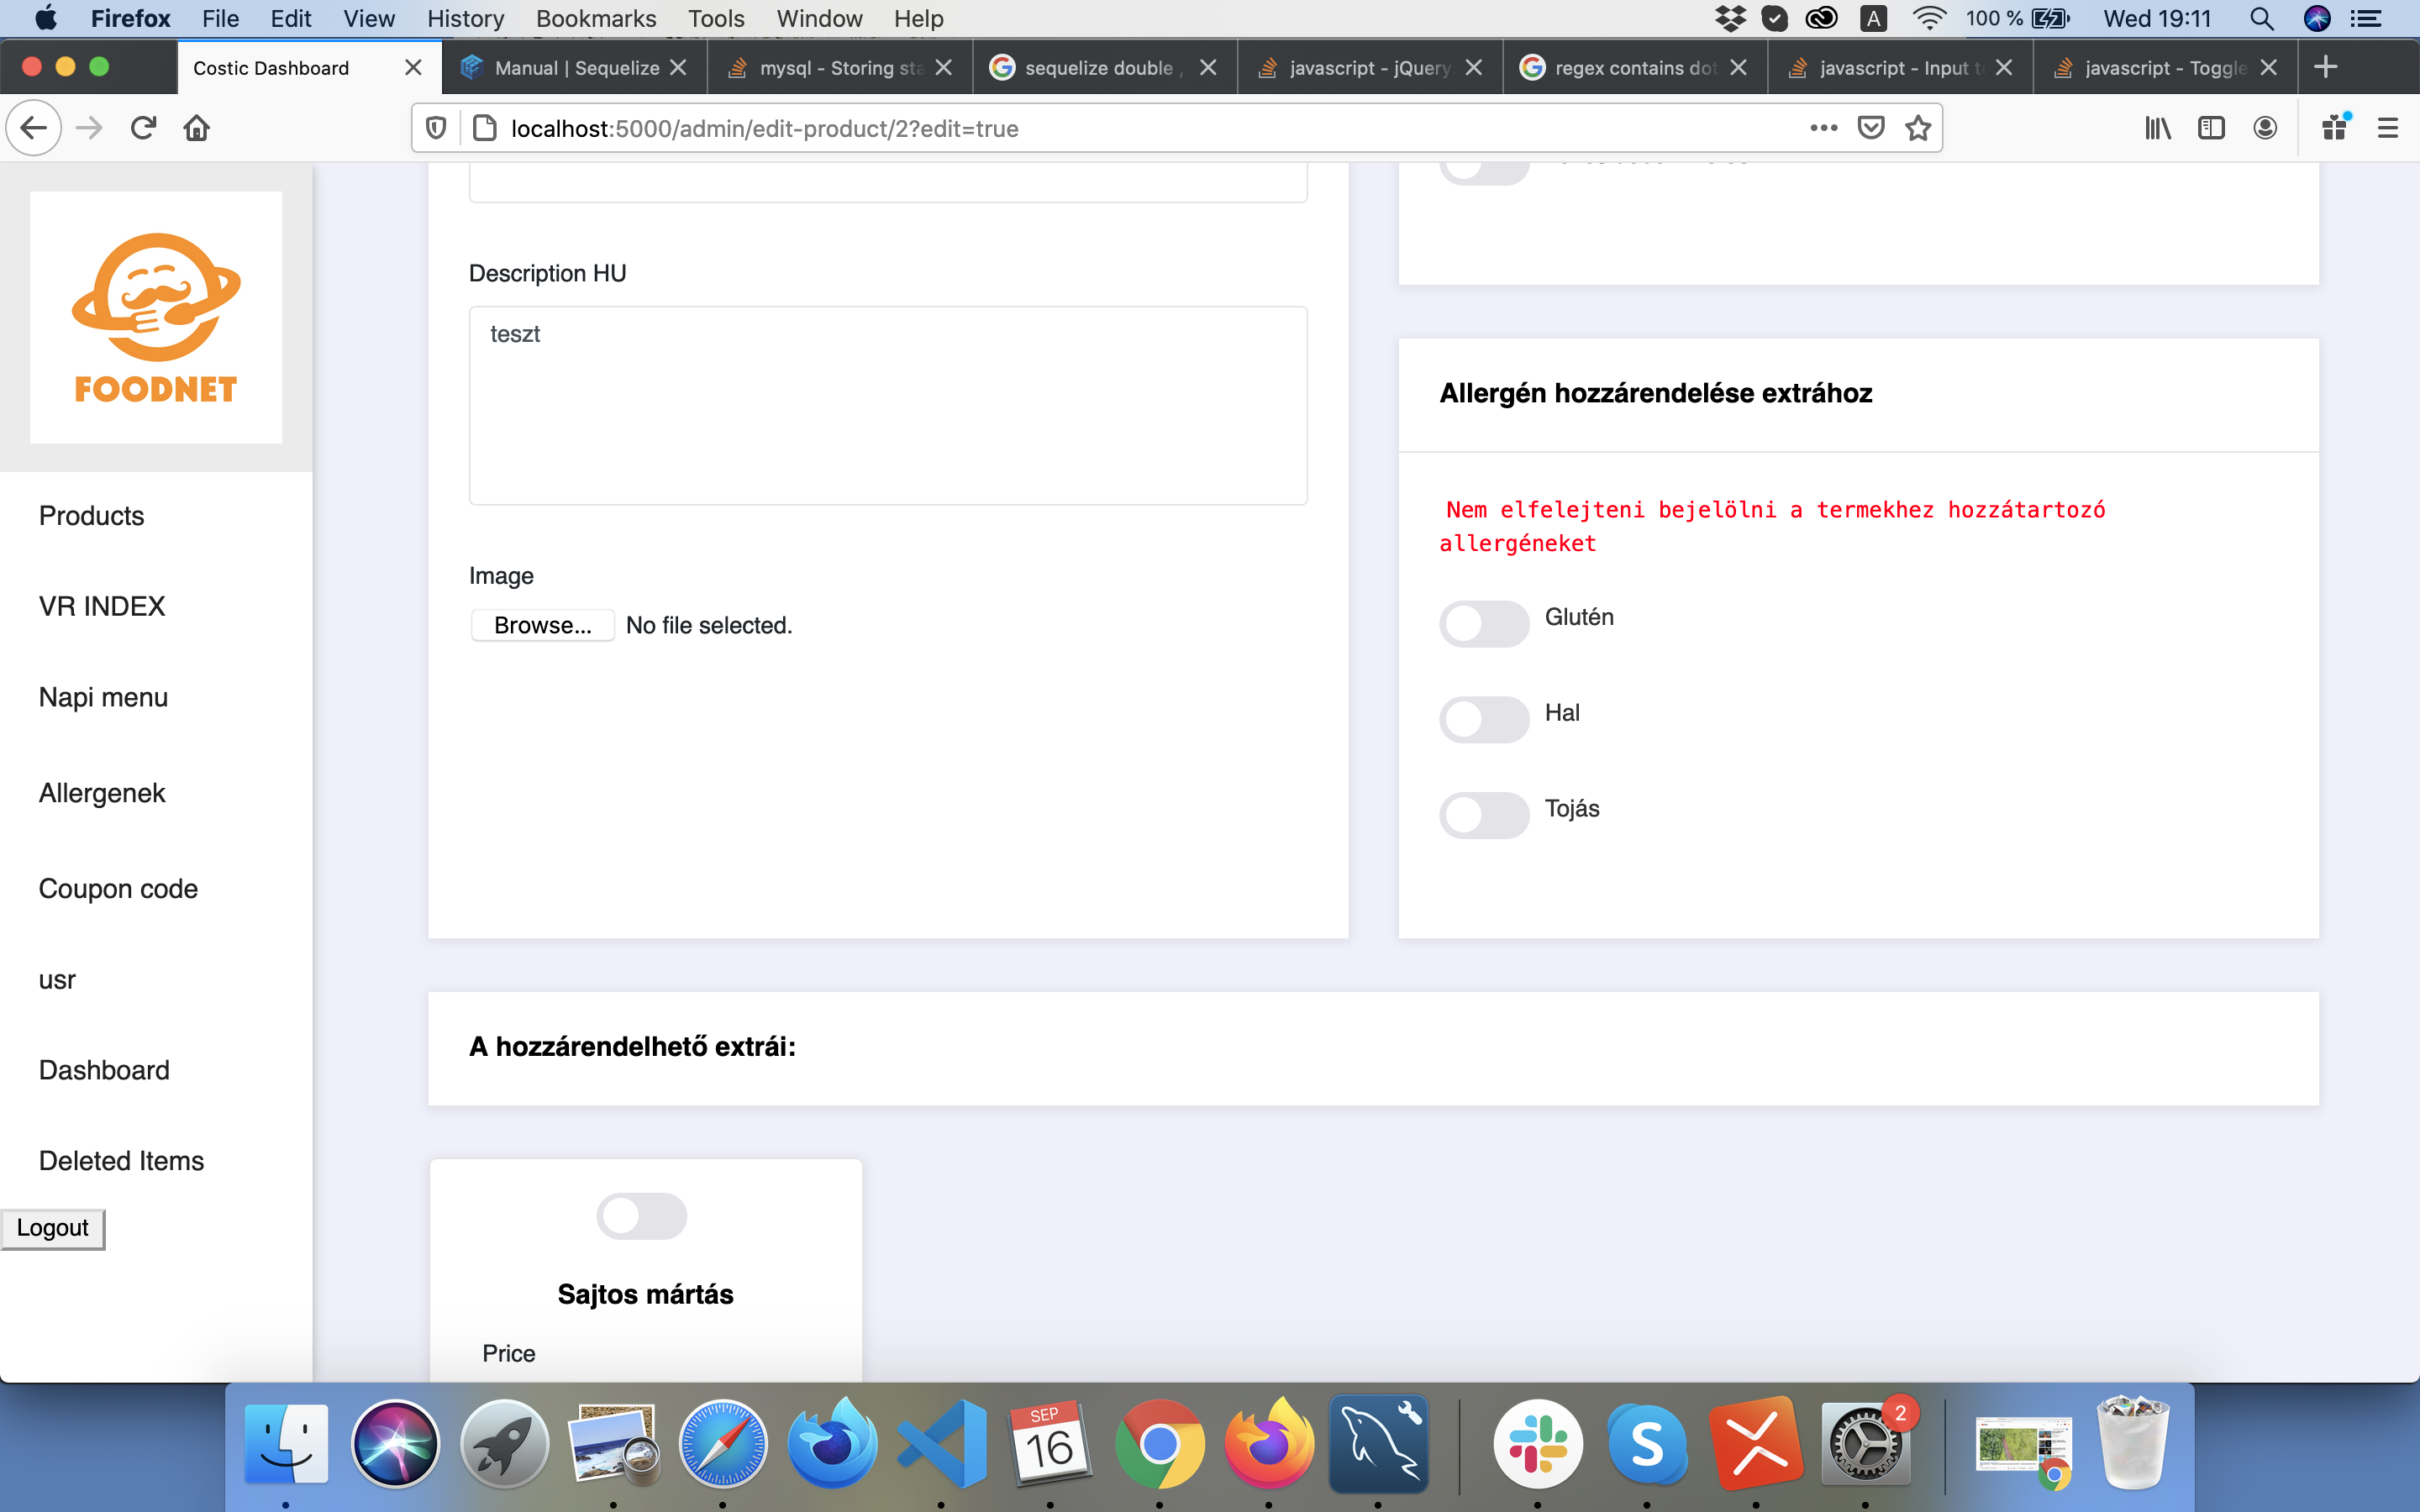 Firefox File Edit View History Bookmarks Tools Window Help
A 100 % Wed 19:11
Costic Dashboard
Manual | Sequelize
mysql - Storing sta
sequelize double ,
javascript - jQuery
regex contains dot
javascript - Input t
javascript - Toggle
localhost:5000/admin/edit-product/2?edit=true
FOODNET
Products
VR INDEX
Napi menu
Allergenek
Coupon code
usr
Dashboard
Deleted Items
Logout
Description HU
teszt
Image
Browse... No file selected.
Allergén hozzárendelése extrához
Nem elfelejteni bejelölni a termekhez hozzátartozó
allergéneket
Glutén
Hal
Tojás
A hozzárendelhető extrái:
Sajtos mártás
Price
SEP
16
S
2